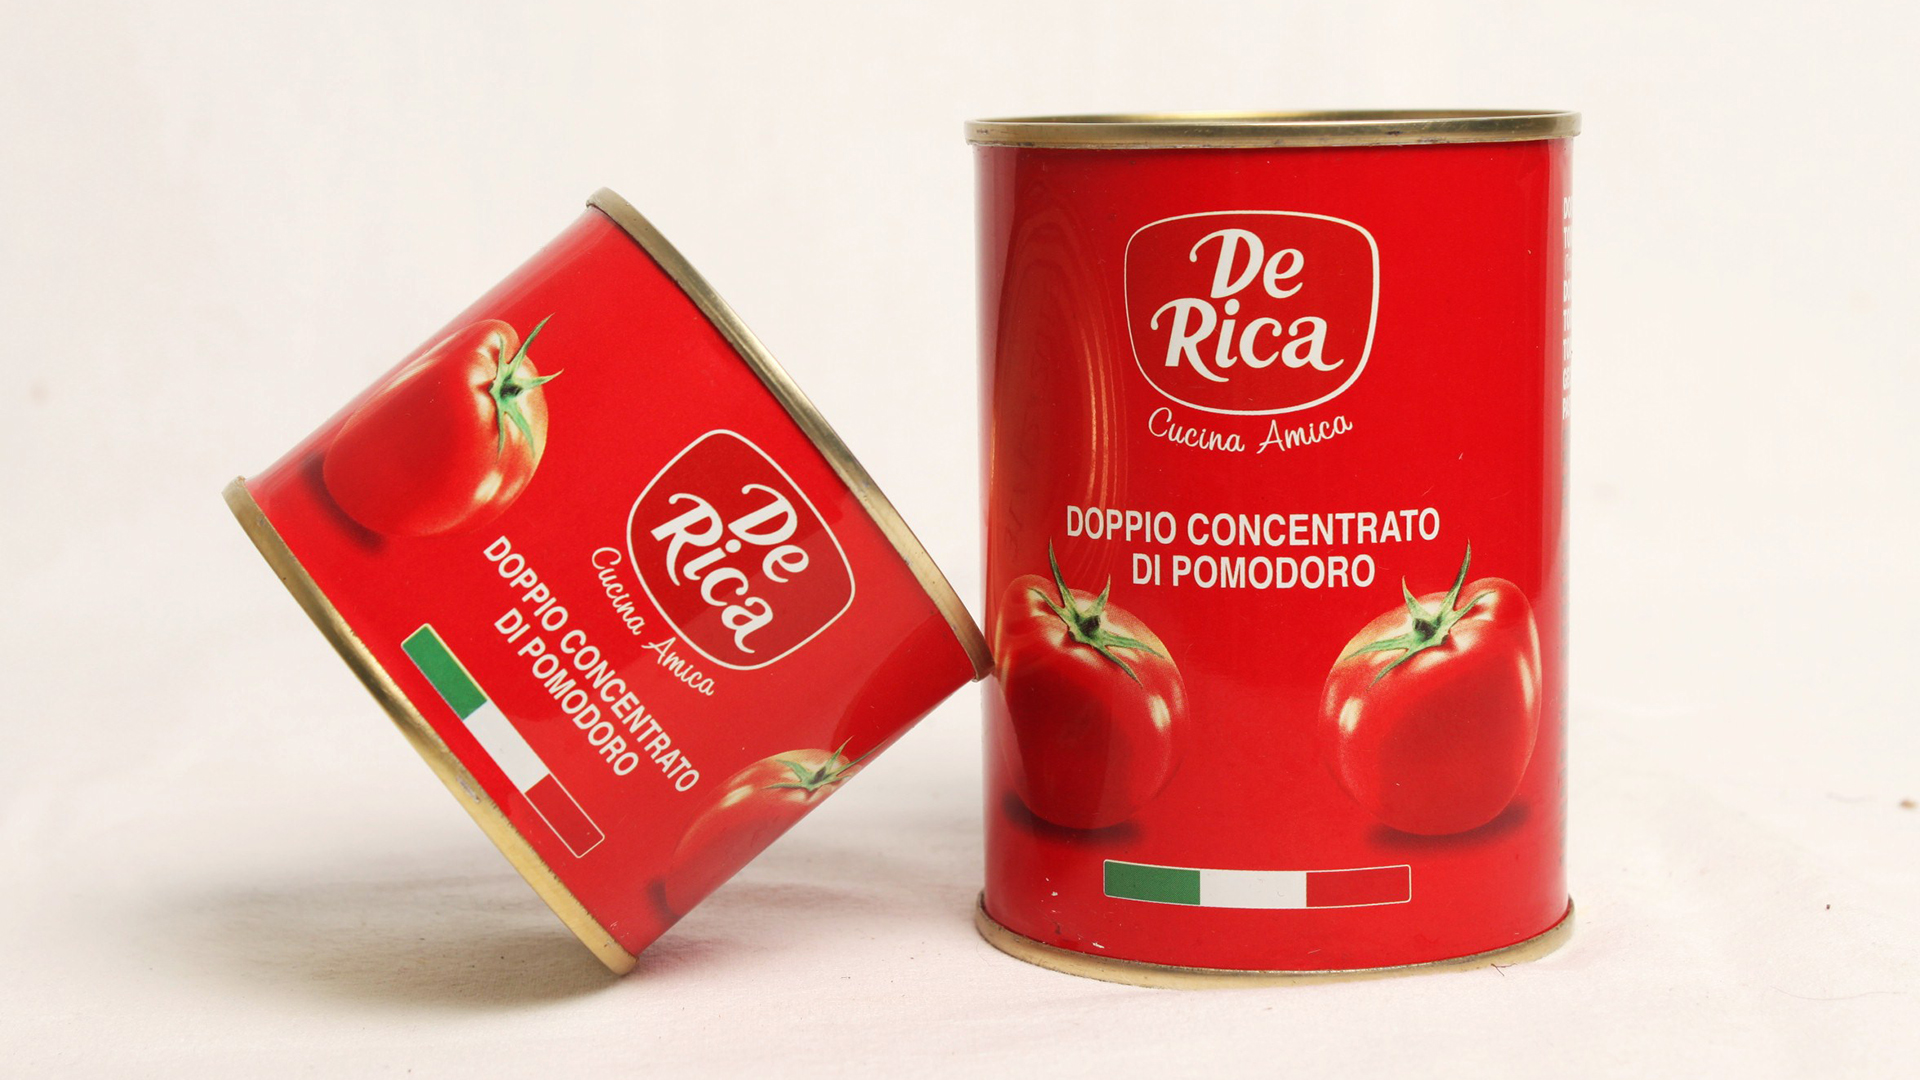 De
Rica
Cucina Amica
DOPPIO CONCENTRATO
DI POMODORO
De
Rica
Cucina Amica
DOPPIO CONCENTRATO
DI POMODORO